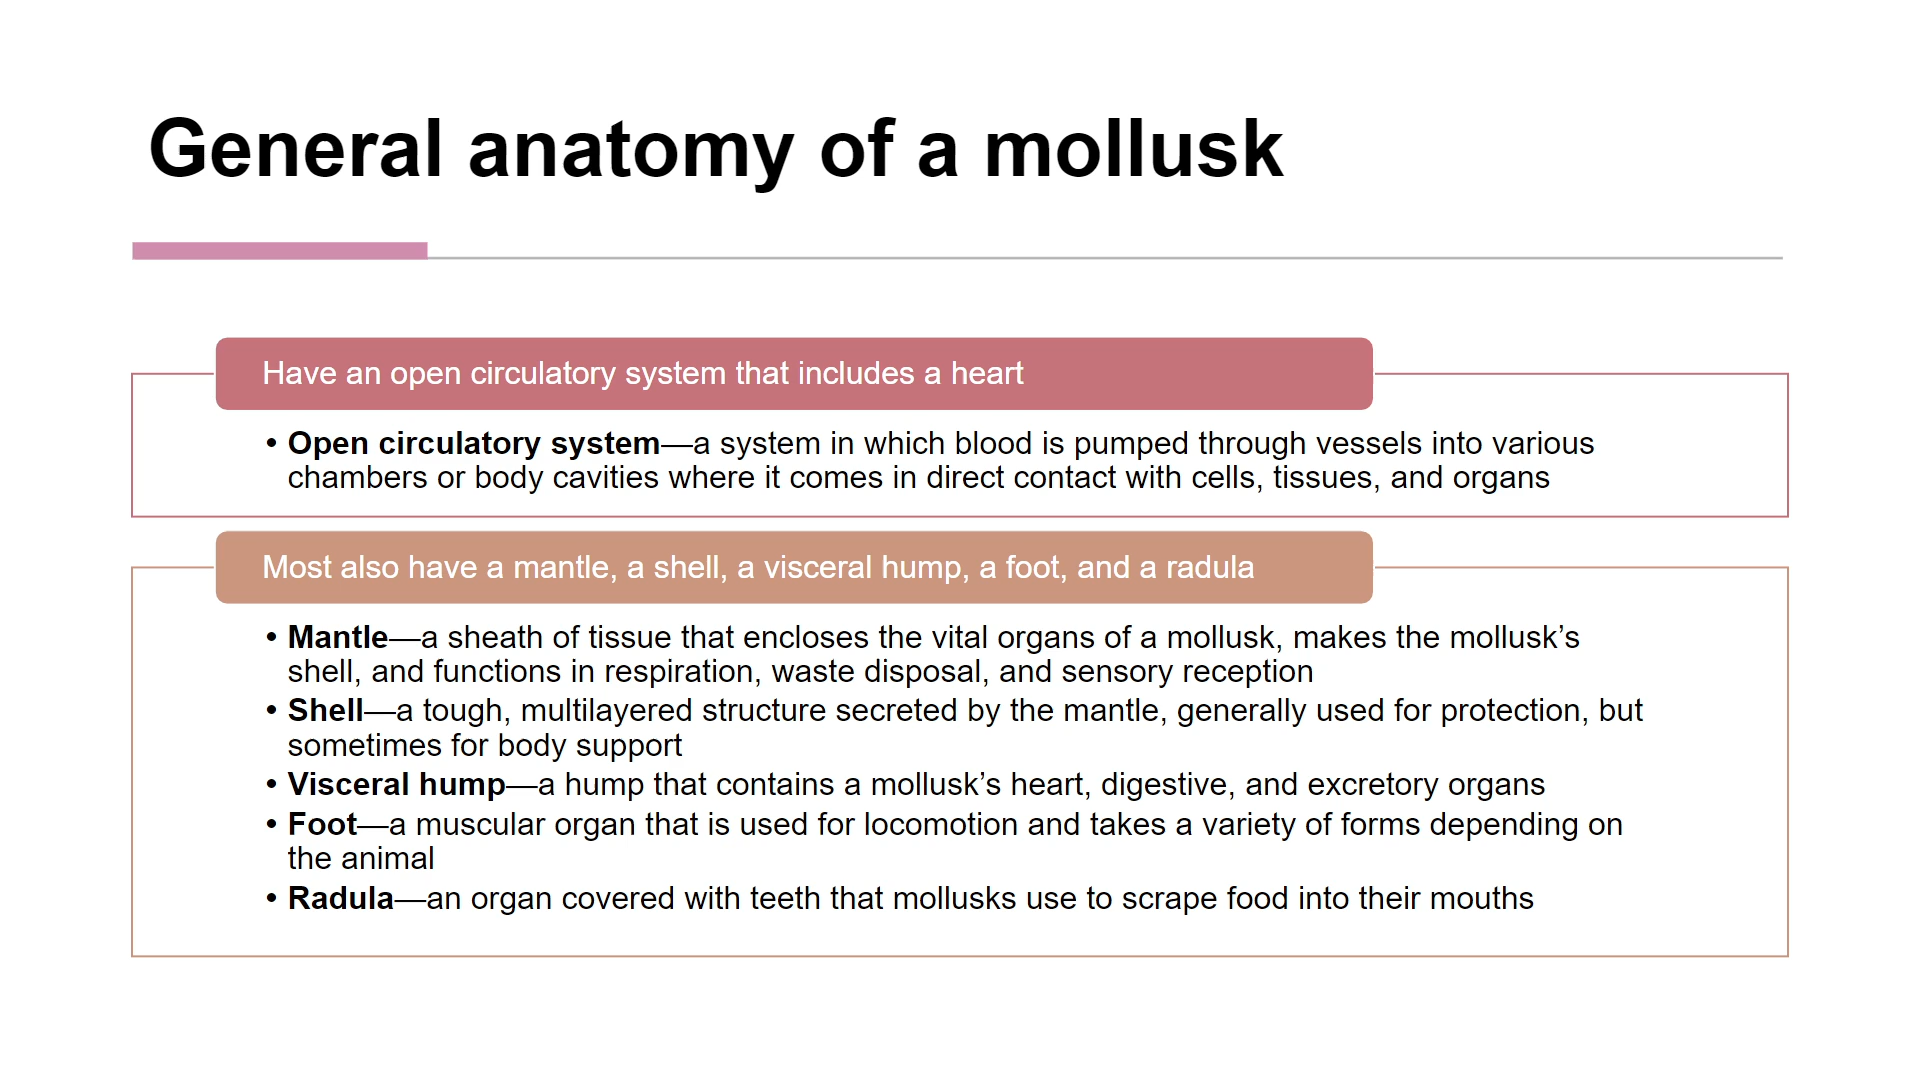 General anatomy of a mollusk
Have an open circulatory system that includes a heart
• Open circulatory system—a system in which blood is pumped through vessels into various
chambers or body cavities where it comes in direct contact with cells, tissues, and organs
Most also have a mantle, a shell, a visceral hump, a foot, and a radula
• Mantle—a sheath of tissue that encloses the vital organs of a mollusk, makes the mollusk’s
shell, and functions in respiration, waste disposal, and sensory reception
• Shell—a tough, multilayered structure secreted by the mantle, generally used for protection, but
sometimes for body support
• Visceral hump—a hump that contains a mollusk’s heart, digestive, and excretory organs
• Foot—a muscular organ that is used for locomotion and takes a variety of forms depending on
the animal
• Radula—an organ covered with teeth that mollusks use to scrape food into their mouths